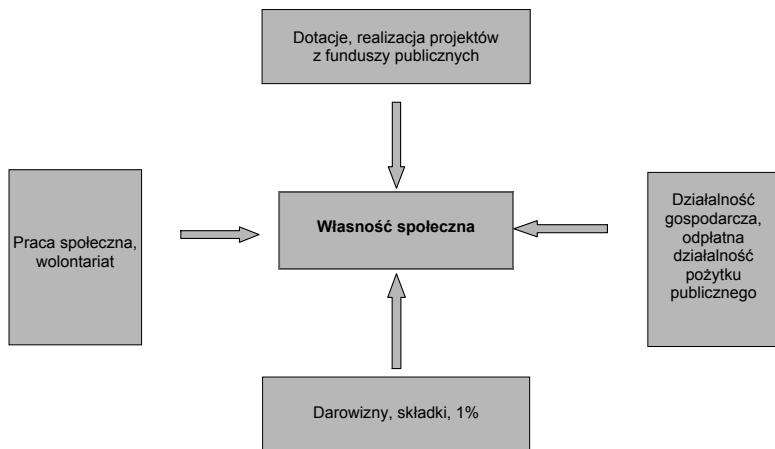 Dotacje, realizacja projektów
z funduszy publicznych
Praca społeczna,
wolontariat
Własność społeczna
Działalność
gospodarcza,
odpłatna
działalność
pożytku
publicznego
Darowizny, składki, 1%